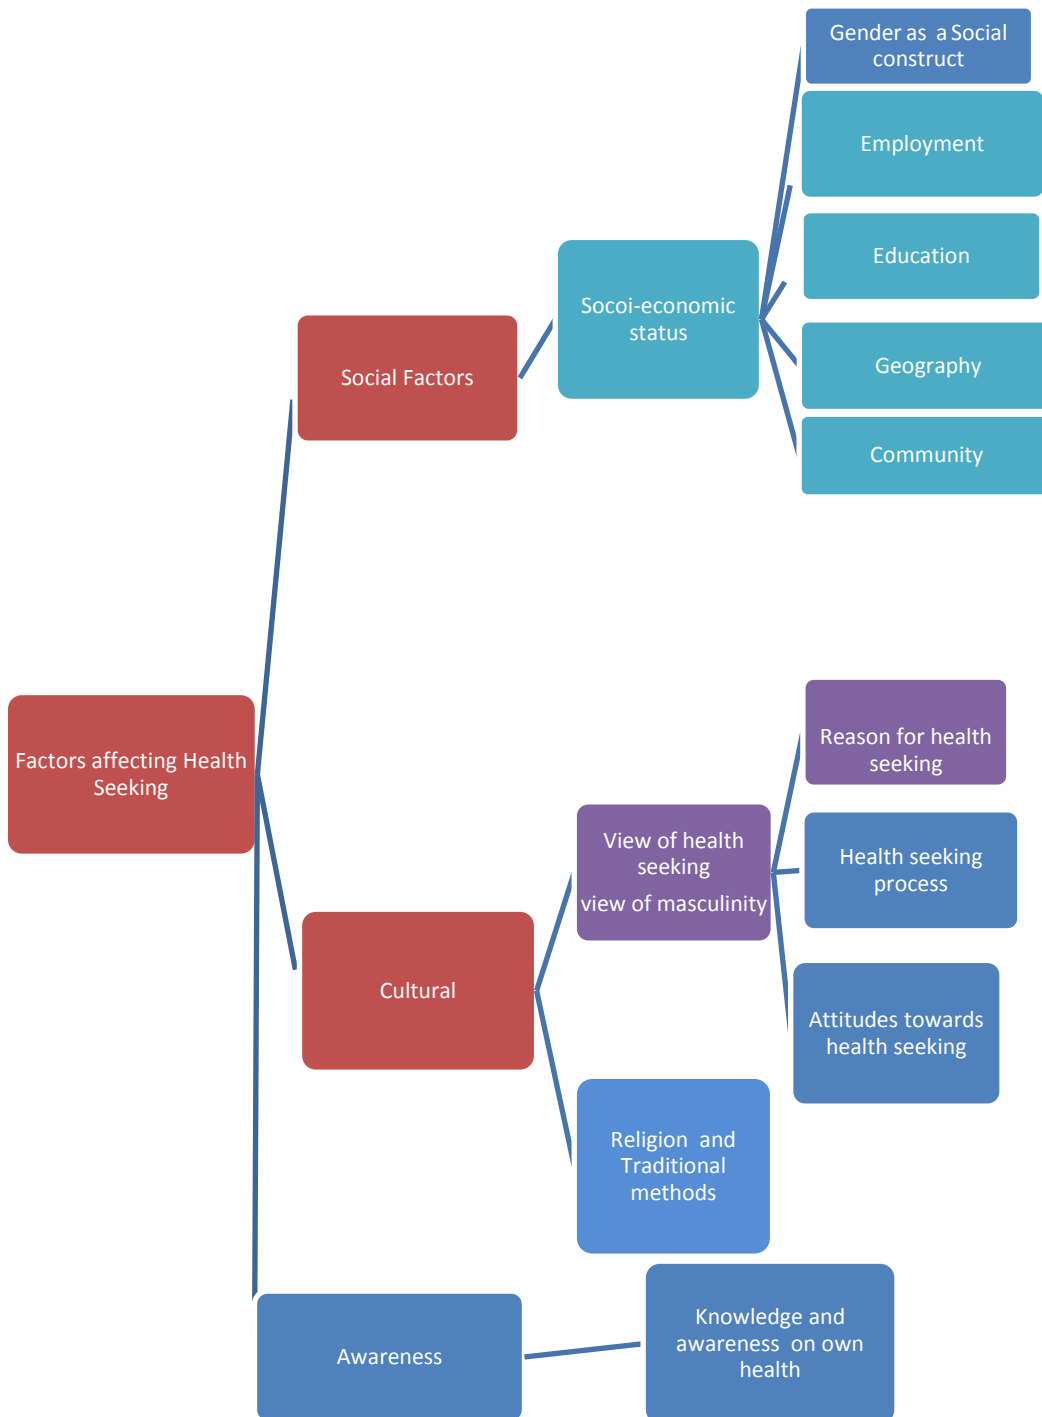 Gender as a Social
construct
Employment
Education
Socoi-economic
status
Social Factors
Geography
Community
Factors affecting Health
Seeking
Reason for health
seeking
View of health
seeking
view of masculinity
Health seeking
process
Cultural
Attitudes towards
health seeking
Religion and
Traditional
methods
Awareness
Knowledge and
awareness on own
health